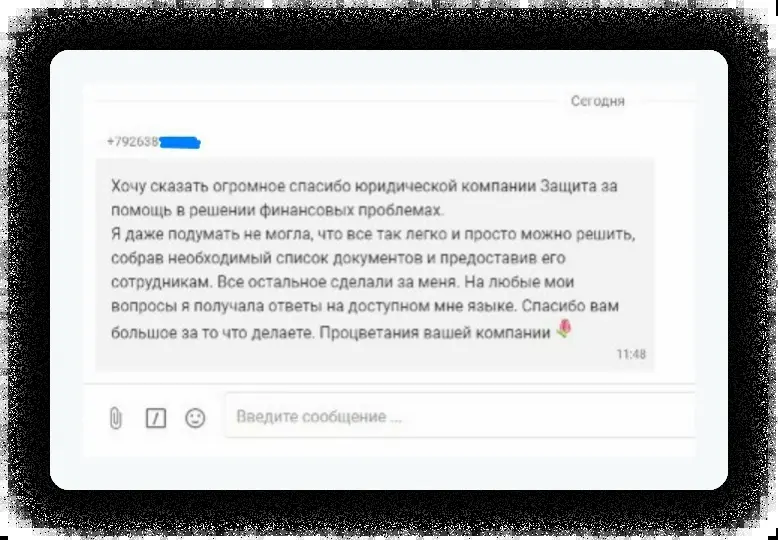 Сегодня
+792638
Хочу сказать огромное спасибо юридической компании Защита за
помощь в решении финансовых проблемах.
Я даже подумать не могла, что все так легко и просто можно решить,
собрав необходимый список документов и предоставив его
сотрудникам. Все остальное сделали за меня. На любые мои
вопросы я получала ответы на доступном мне языке. Спасибо вам
большое за то что делаете. Процветания вашей компании 🌷
11:48
Введите сообщение ...